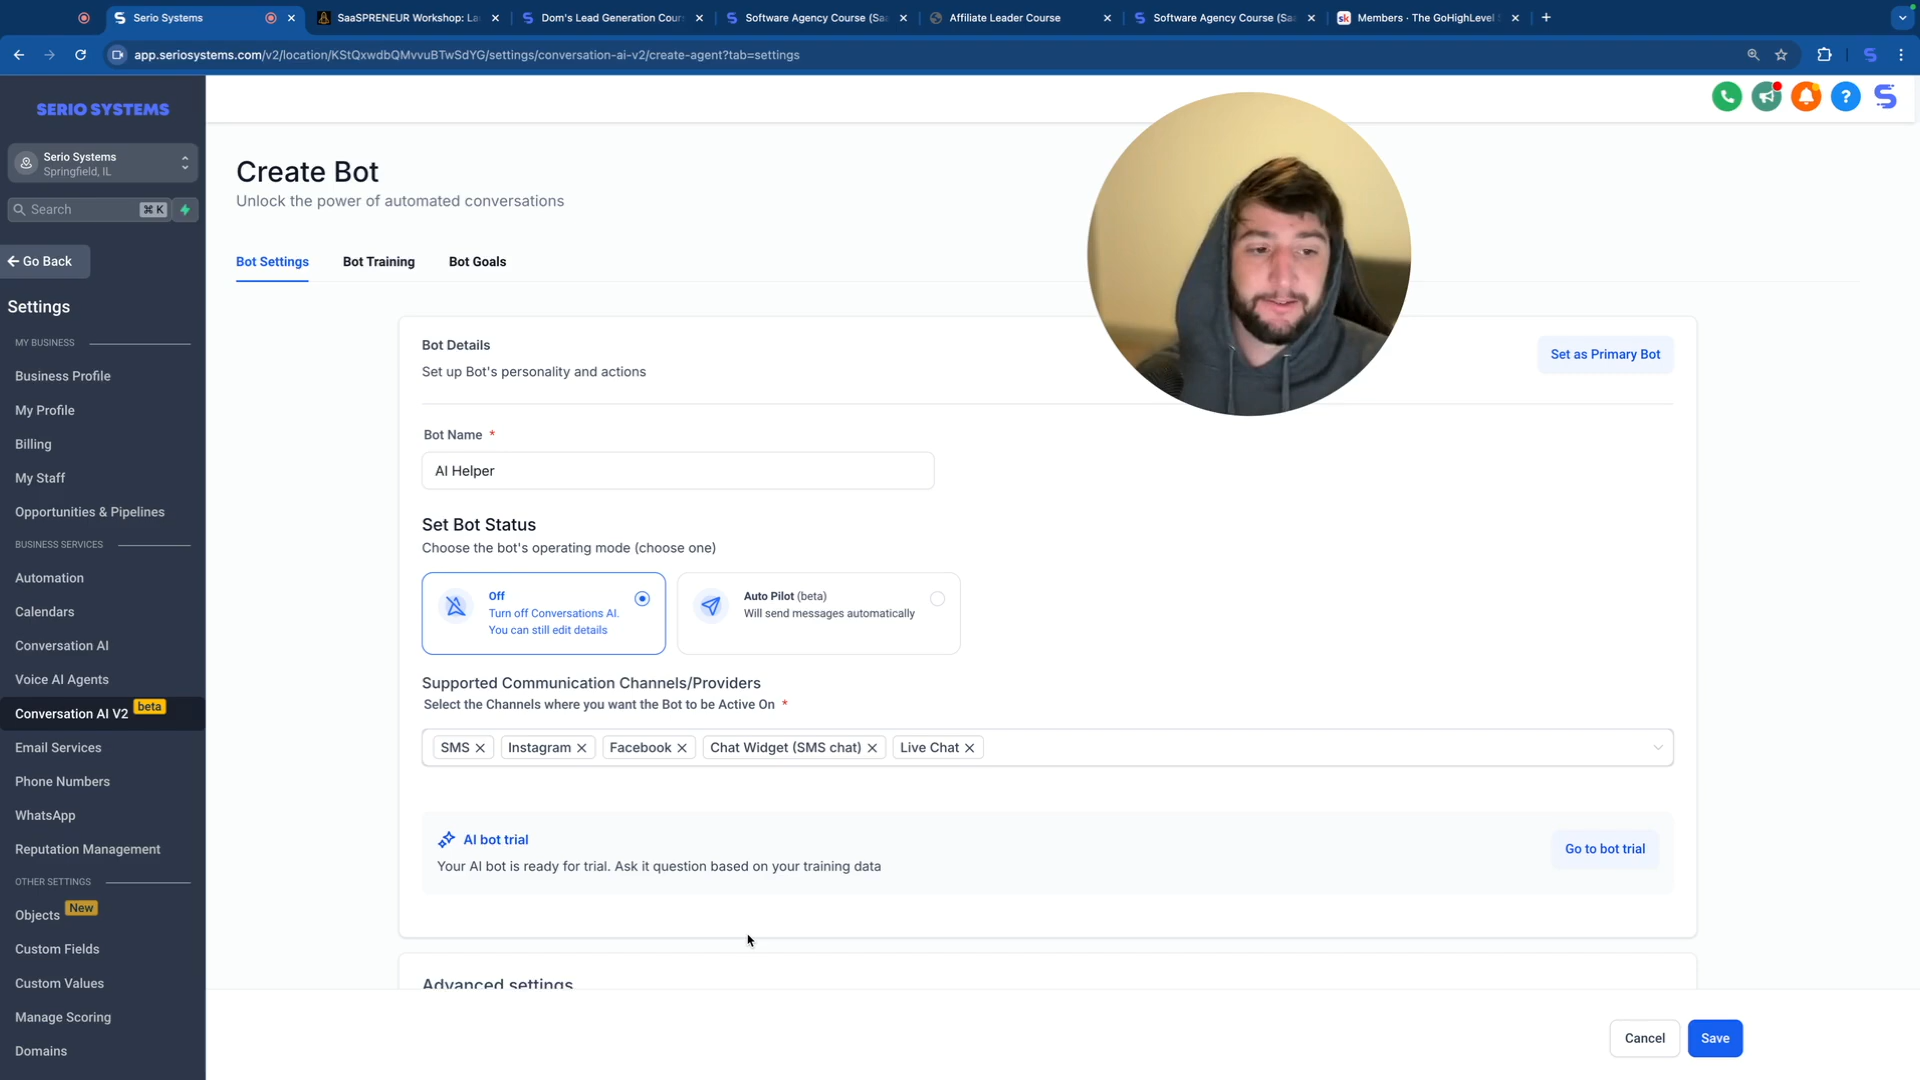 Serio Systems
SaaSPRENEUR Workshop: La
Dom's Lead Generation Cour
Software Agency Course (Saa
Affiliate Leader Course
Software Agency Course (Saa
sk
Members · The GoHighLevel
app.seriosystems.com/v2/location/KStQxwdbQMvvuBTwSdYG/settings/conversation-ai-v2/create-agent?tab=settings
SERIO SYSTEMS
Serio Systems
Springfield, IL
Search
⌘ K
Go Back
Settings
MY BUSINESS
Business Profile
My Profile
Billing
My Staff
Opportunities & Pipelines
BUSINESS SERVICES
Automation
Calendars
Conversation AI
Voice AI Agents
Conversation AI V2 beta
Email Services
Phone Numbers
WhatsApp
Reputation Management
OTHER SETTINGS
Objects New
Custom Fields
Custom Values
Manage Scoring
Domains
Create Bot
Unlock the power of automated conversations
Bot Settings
Bot Training
Bot Goals
Bot Details
Set up Bot's personality and actions
Set as Primary Bot
Bot Name *
AI Helper
Set Bot Status
Choose the bot's operating mode (choose one)
Off
Turn off Conversations AI.
You can still edit details
Auto Pilot (beta)
Will send messages automatically
Supported Communication Channels/Providers
Select the Channels where you want the Bot to be Active On *
SMS
Instagram
Facebook
Chat Widget (SMS chat)
Live Chat
AI bot trial
Your AI bot is ready for trial. Ask it question based on your training data
Go to bot trial
Advanced settings
Cancel
Save